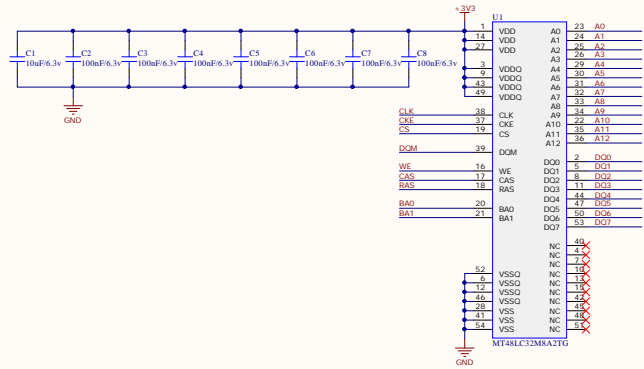 +3V3
U1
C1 10uF/6.3v
C2 100nF/6.3v
C3 100nF/6.3v
C4 100nF/6.3v
C5 100nF/6.3v
C6 100nF/6.3v
C7 100nF/6.3v
C8 100nF/6.3v
GND
1 VDD
14 VDD
27 VDD
3 VDDQ
9 VDDQ
43 VDDQ
49 VDDQ
CLK 38 CLK
CKE 37 CKE
CS 19 CS
DQM 39 DQM
WE 16 WE
CAS 17 CAS
RAS 18 RAS
BA0 20 BA0
BA1 21 BA1
52 VSSQ
6 VSSQ
12 VSSQ
46 VSSQ
28 VSS
41 VSS
54 VSS
GND
A0 23 A0
A1 24 A1
A2 25 A2
A3 26 A3
A4 29 A4
A5 30 A5
A6 31 A6
A7 32 A7
A8 33 A8
A9 34 A9
A10 22 A10
A11 35 A11
A12 36 A12
DQ0 2 DQ0
DQ1 5 DQ1
DQ2 8 DQ2
DQ3 11 DQ3
DQ4 44 DQ4
DQ5 47 DQ5
DQ6 50 DQ6
DQ7 53 DQ7
NC 40
NC 4
NC 7
NC 10
NC 13
NC 15
NC 42
NC 45
NC 48
NC 51
MT48LC32M8A2TG